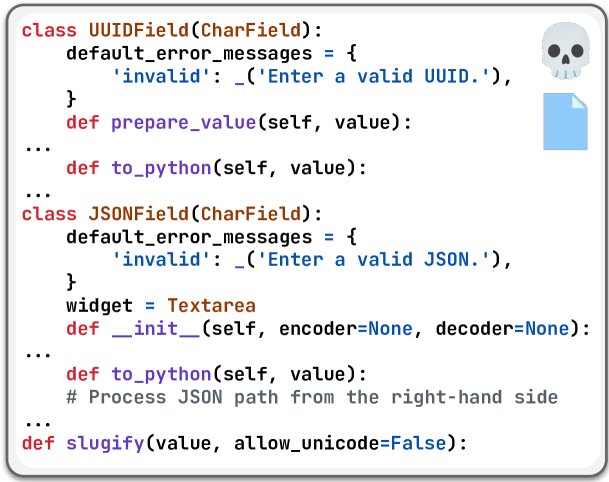 class UUIDField(CharField):
    default_error_messages = {
        'invalid': _('Enter a valid UUID.'),
    }
    def prepare_value(self, value):
...
    def to_python(self, value):
...
class JSONField(CharField):
    default_error_messages = {
        'invalid': _('Enter a valid JSON.'),
    }
    widget = Textarea
    def __init__(self, encoder=None, decoder=None):
...
    def to_python(self, value):
    # Process JSON path from the right-hand side
...
def slugify(value, allow_unicode=False):